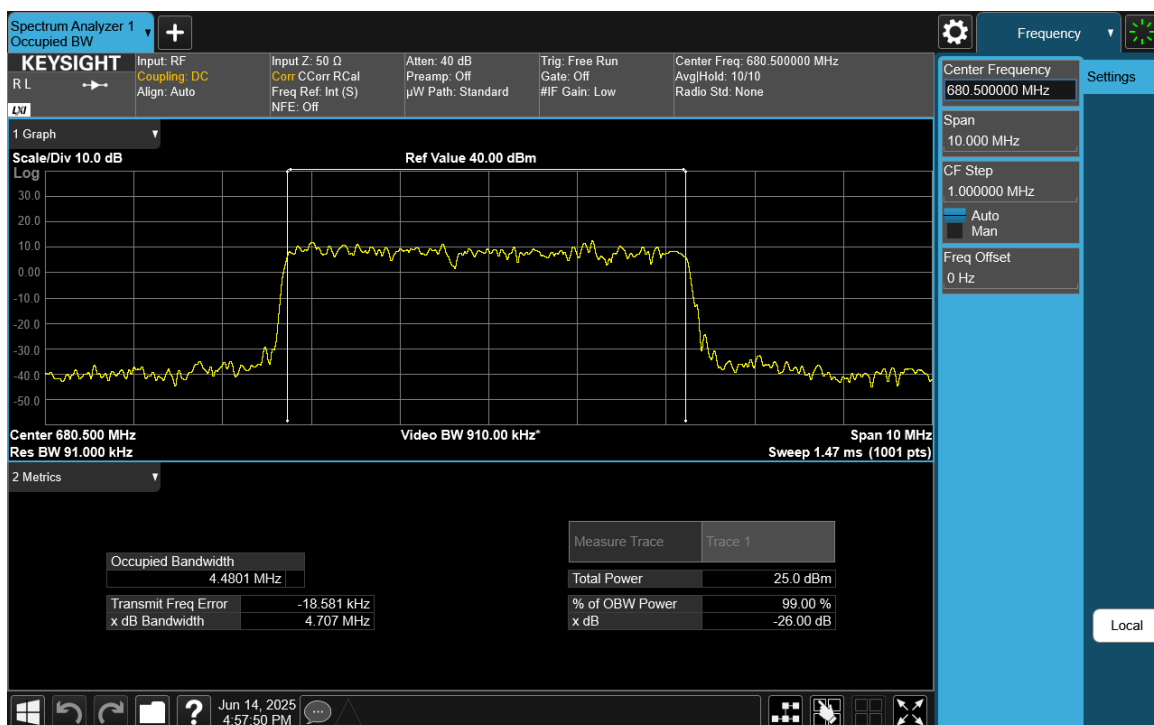 Spectrum Analyzer 1
Occupied BW
Frequency
KEYSIGHT
R L
LXI
Input: RF
Coupling: DC
Align: Auto
Input Z: 50 Ω
Corr CCorr RCal
Freq Ref: Int (S)
NFE: Off
Atten: 40 dB
Preamp: Off
µW Path: Standard
Trig: Free Run
Gate: Off
#IF Gain: Low
Center Freq: 680.500000 MHz
Avg|Hold: 10/10
Radio Std: None
Center Frequency
680.500000 MHz
Settings
Span
10.000 MHz
CF Step
1.000000 MHz
Auto
Man
Freq Offset
0 Hz
1 Graph
Scale/Div 10.0 dB
Ref Value 40.00 dBm
Log
30.0
20.0
10.0
0.00
-10.0
-20.0
-30.0
-40.0
-50.0
Center 680.500 MHz
Video BW 910.00 kHz*
Span 10 MHz
Res BW 91.000 kHz
Sweep 1.47 ms (1001 pts)
2 Metrics
Measure Trace
Trace 1
Occupied Bandwidth
4.4801 MHz
Total Power
25.0 dBm
Transmit Freq Error
-18.581 kHz
% of OBW Power
99.00 %
x dB Bandwidth
4.707 MHz
x dB
-26.00 dB
Local
Jun 14, 2025
4:57:50 PM